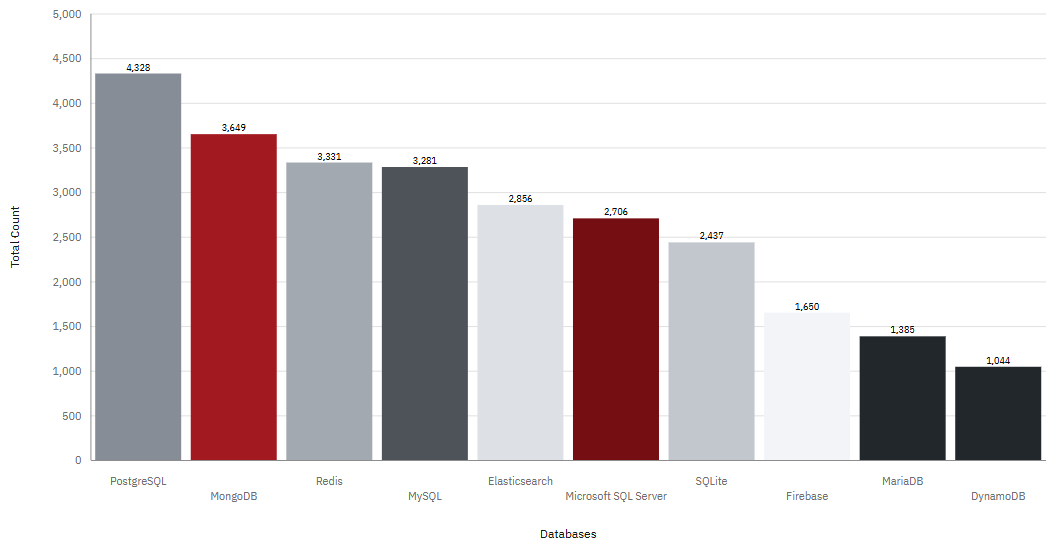 5,000
4,500
4,000
3,500
3,000
2,500
2,000
1,500
1,000
500
0
Total Count
4,328
3,649
3,331
3,281
2,856
2,706
2,437
1,650
1,385
1,044
PostgreSQL
MongoDB
Redis
MySQL
Elasticsearch
Microsoft SQL Server
SQLite
Firebase
MariaDB
DynamoDB
Databases